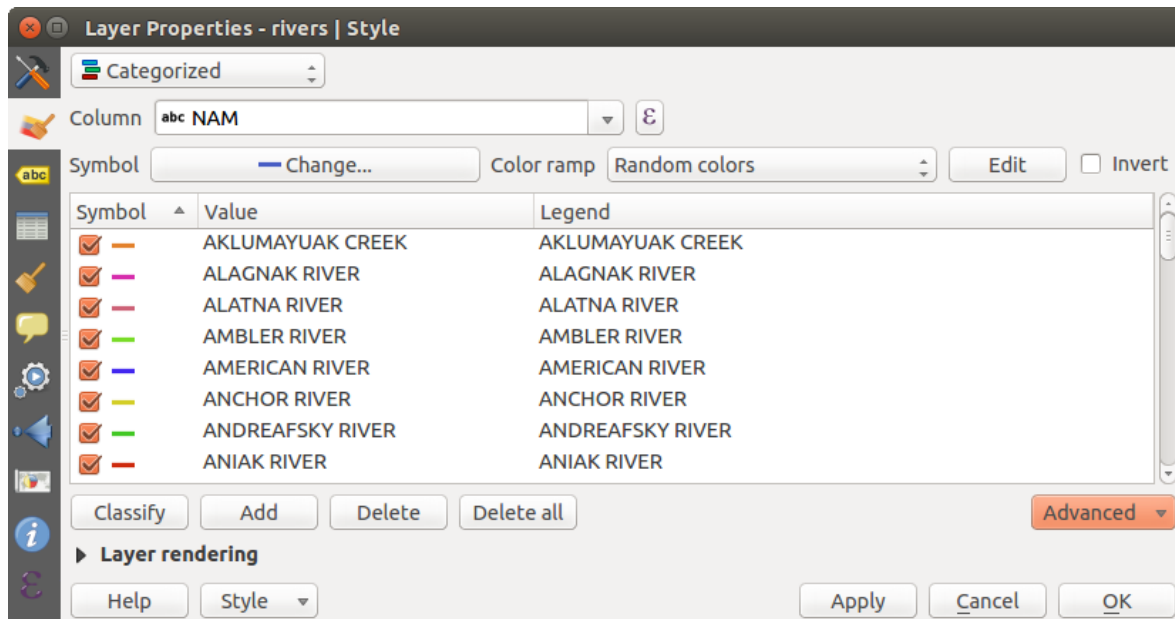 Layer Properties - rivers | Style
Categorized
Column abc NAM ε
Symbol Change... Color ramp Random colors Edit Invert
abc
Symbol Value Legend
AKLUMAYUAK CREEK AKLUMAYUAK CREEK
ALAGNAK RIVER ALAGNAK RIVER
ALATNA RIVER ALATNA RIVER
AMBLER RIVER AMBLER RIVER
AMERICAN RIVER AMERICAN RIVER
ANCHOR RIVER ANCHOR RIVER
ANDREAFSKY RIVER ANDREAFSKY RIVER
ANIAK RIVER ANIAK RIVER
Classify Add Delete Delete all Advanced
i
Layer rendering
ε
Help Style Apply Cancel OK